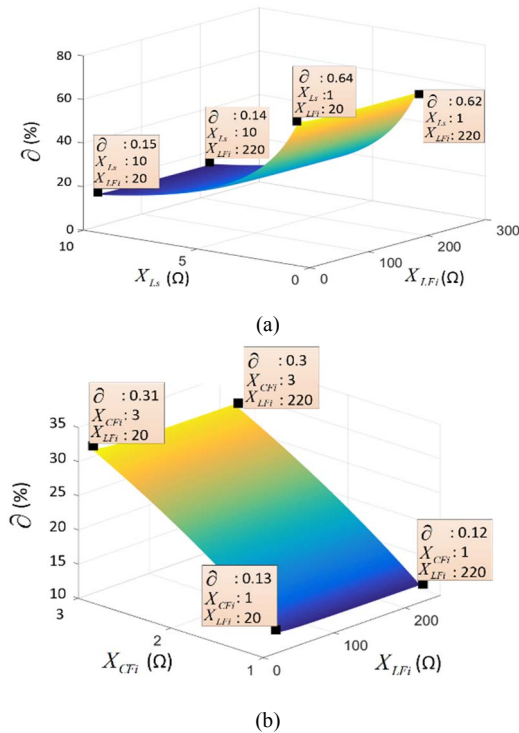 80
60
40
20
0
∂ (%)
∂ : 0.15
X_Ls : 10
X_LFi : 20
∂ : 0.14
X_Ls : 10
X_LFi : 220
∂ : 0.64
X_Ls : 1
X_LFi : 20
∂ : 0.62
X_Ls : 1
X_LFi : 220
10
5
0
X_Ls (Ω)
0
100
200
300
X_LFi (Ω)
(a)
∂ : 0.31
X_CFi : 3
X_LFi : 20
∂ : 0.3
X_CFi : 3
X_LFi : 220
35
30
25
20
15
10
∂ (%)
∂ : 0.13
X_CFi : 1
X_LFi : 20
∂ : 0.12
X_CFi : 1
X_LFi : 220
3
2
1
X_CFi (Ω)
0
100
200
X_LFi (Ω)
(b)